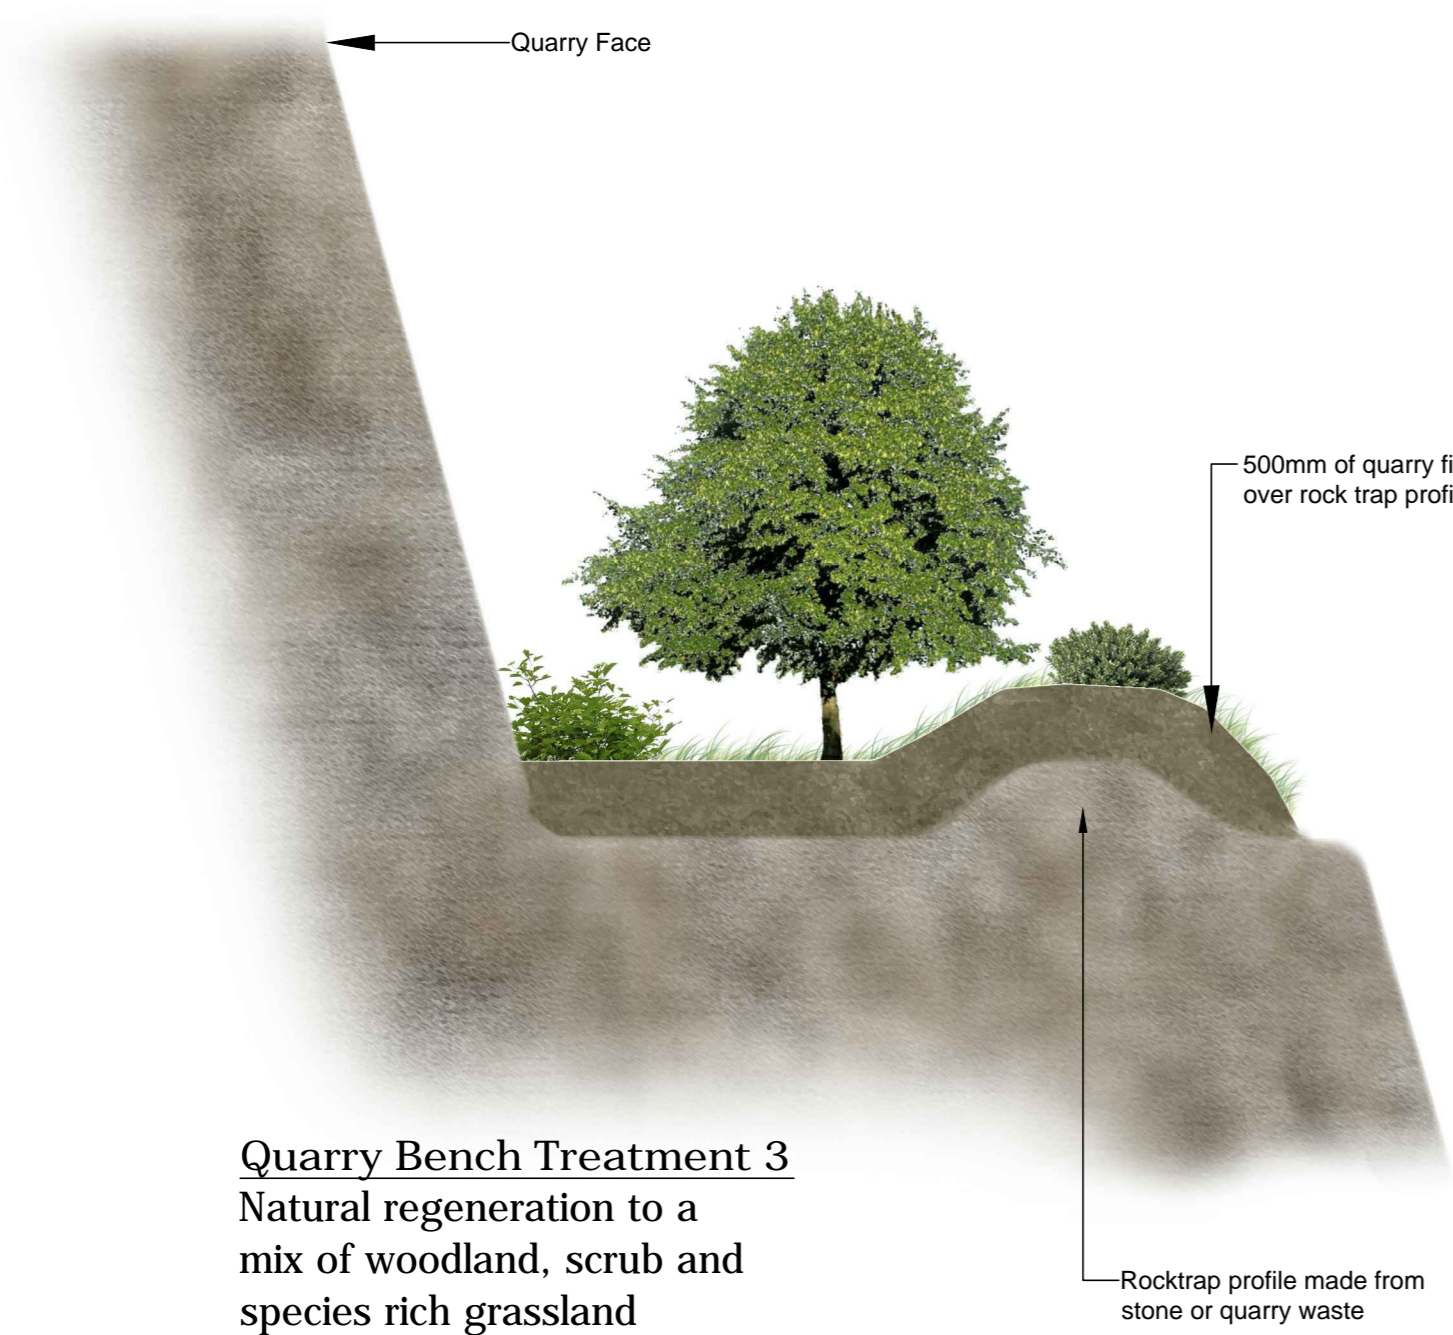 Quarry Face
500mm of quarry
over rock trap
Quarry Bench Treatment 3
Natural regeneration to a
mix of woodland, scrub and
species rich grassland
Rocktrap profile made from
stone or quarry waste